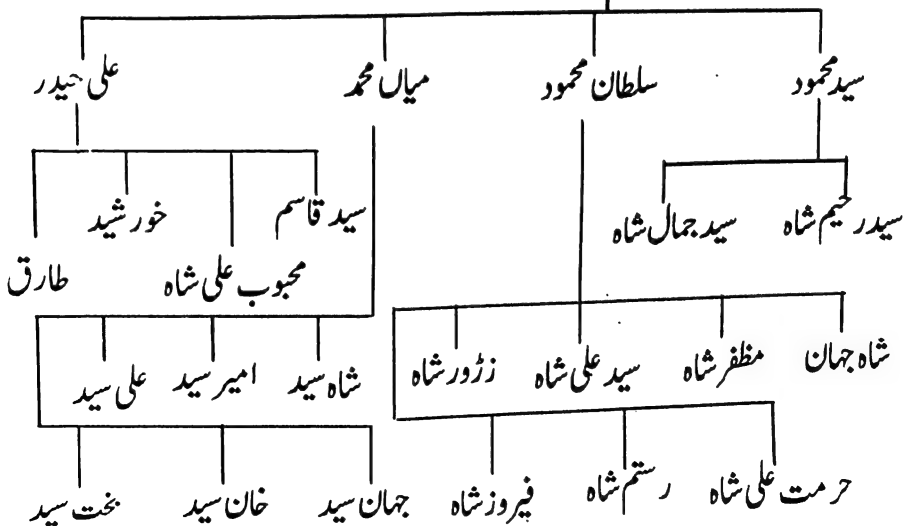 سید محمود سلطان محمود میاں محمد علی حیدر
سید رحیم شاہ سید جمال شاہ سید قاسم خورشید
محبوب علی شاہ طارق
شاہ جہان مظفر شاہ سید علی شاہ زڑور شاہ شاہ سید امیر سید علی سید
حرمت علی شاہ رستم شاہ فیروز شاہ جہان سید خان سید بخت سید